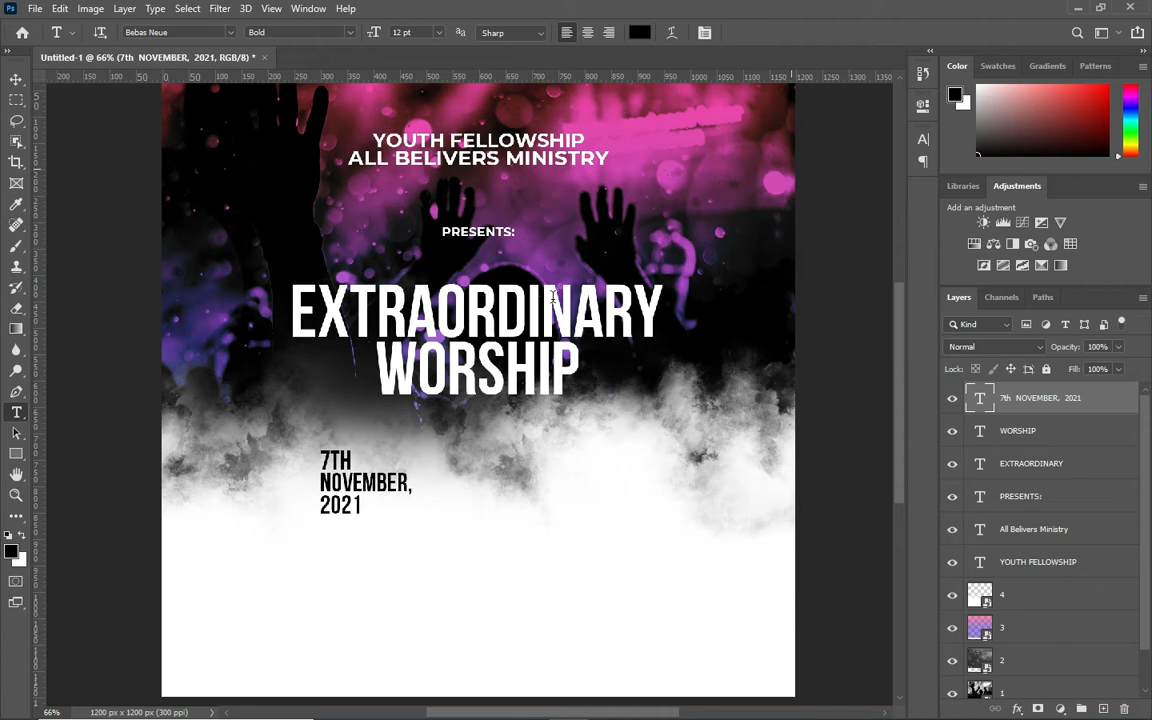 File Edit Image Layer Type Select Filter 3D View Window Help
Bebas Neue Bold 12 pt Sharp
Untitled-1 @ 66% (7th NOVEMBER, 2021, RGB/8) *
YOUTH FELLOWSHIP
ALL BELIVERS MINISTRY
PRESENTS:
EXTRAORDINARY
WORSHIP
7TH
NOVEMBER,
2021
66% 1200 px x 1200 px (300 ppi)
Color Swatches Gradients Patterns
Libraries Adjustments
Add an adjustment
Layers Channels Paths
Kind
Normal Opacity: 100%
Lock: Fill: 100%
7th NOVEMBER, 2021
WORSHIP
EXTRAORDINARY
PRESENTS:
All Belivers Ministry
YOUTH FELLOWSHIP
4
3
2
1